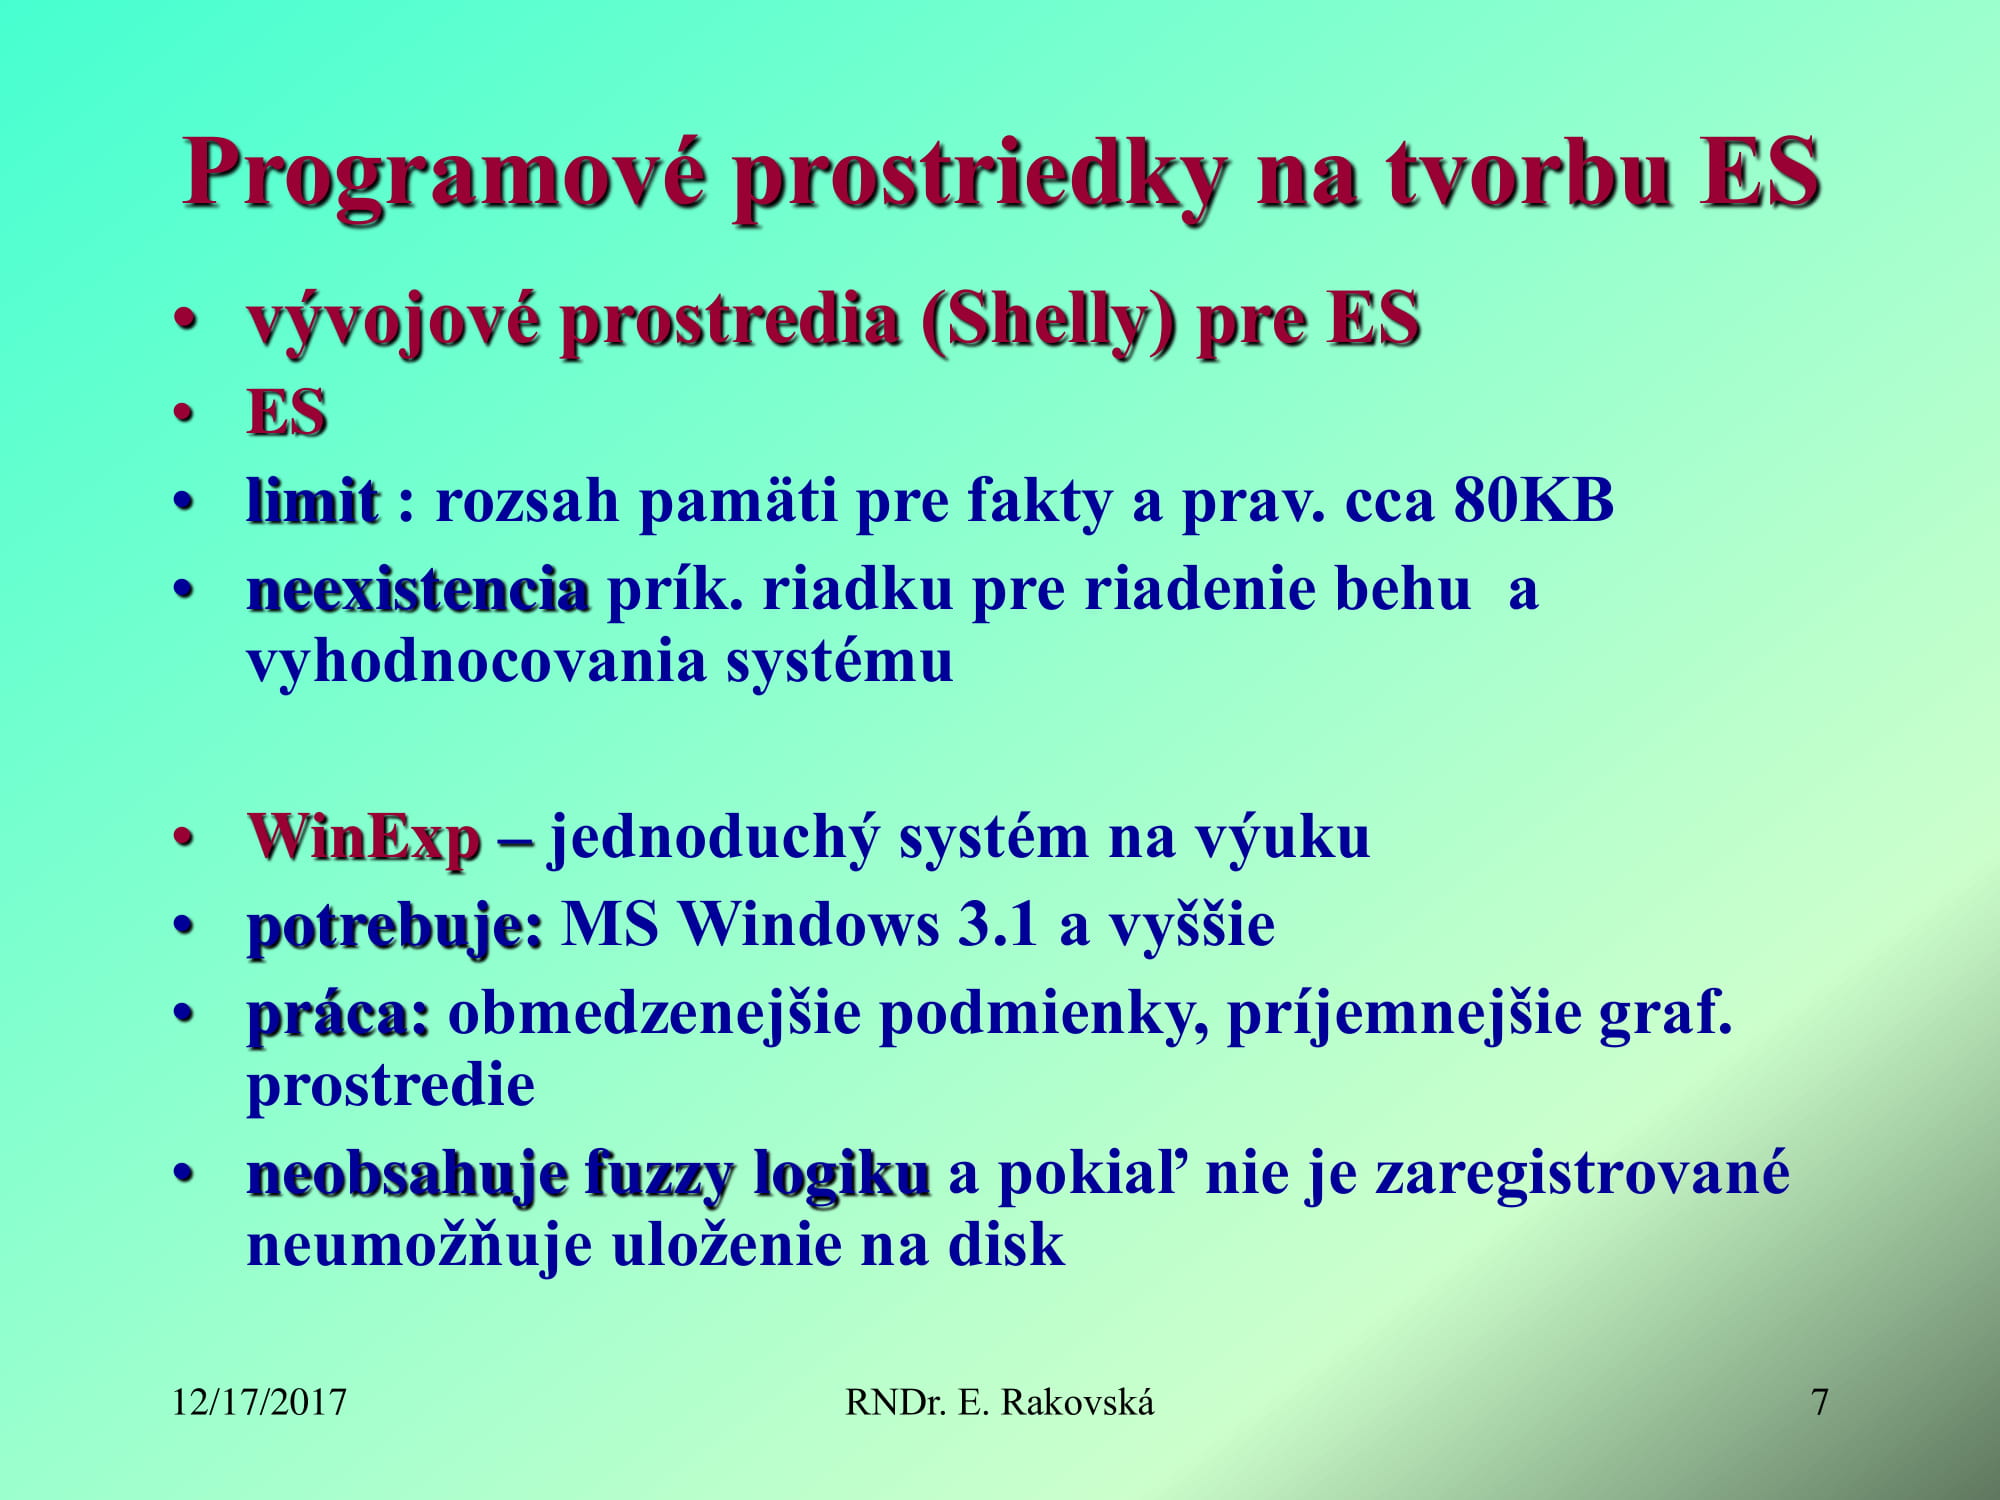 Programové prostriedky na tvorbu ES
• vývojové prostredia (Shelly) pre ES
• ES
• limit : rozsah pamäti pre fakty a prav. cca 80KB
• neexistencia prík. riadku pre riadenie behu  a
vyhodnocovania systému
• WinExp – jednoduchý systém na výuku
• potrebuje: MS Windows 3.1 a vyššie
• práca: obmedzenejšie podmienky, príjemnejšie graf.
prostredie
• neobsahuje fuzzy logiku a pokiaľ nie je zaregistrované
neumožňuje uloženie na disk
12/17/2017
RNDr. E. Rakovská
7